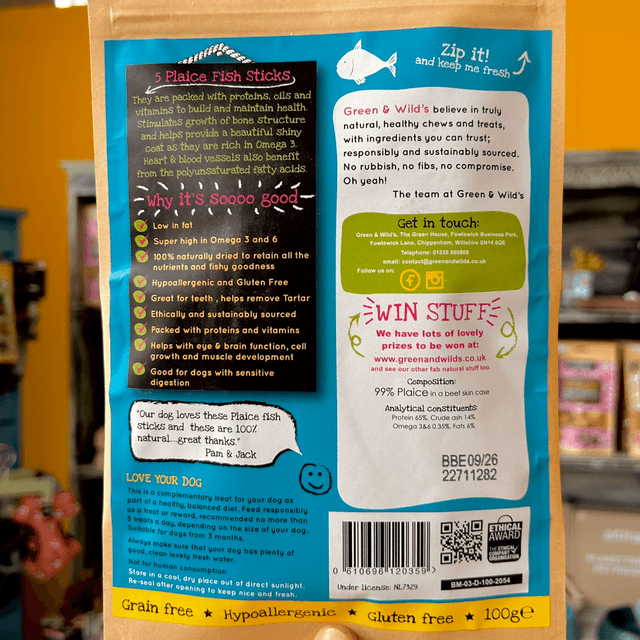 Zip it!
and keep me fresh
5 Plaice Fish Sticks
They are packed with proteins, oils and
vitamins to build and maintain health.
Stimulates growth of bone structure
and helps provide a beautiful shiny
coat as they are rich in Omega 3.
Heart & blood vessels also benefit
from the polyunsaturated fatty acids.
Why it's soooo good
Low in fat
Super high in Omega 3 and 6
100% naturally dried to retain all the
nutrients and fishy goodness
Hypoallergenic and Gluten Free
Great for teeth , helps remove Tartar
Ethically and sustainably sourced
Packed with proteins and vitamins
Helps with eye & brain function, cell
growth and muscle development
Good for dogs with sensitive
digestion
"Our dog loves these Plaice fish
sticks and these are 100%
natural...great thanks."
Pam & Jack
LOVE YOUR DOG
This is a complementary treat for your dog as
part of a healthy, balanced diet. Feed responsibly
as a treat or reward, recommended no more than
5 treats a day, depending on the size of your dog.
Suitable for dogs from 3 months.
Always make sure that your dog has plenty of
good, clean lovely fresh water.
Not for human consumption
Store in a cool, dry place out of direct sunlight.
Re-seal after opening to keep nice and fresh.
Green & Wild's believe in truly
natural, healthy chews and treats,
with ingredients you can trust;
responsibly and sustainably sourced.
No rubbish, no fibs, no compromise.
Oh yeah!
The team at Green & Wild's
Get in touch:
Green & Wild's, The Green House, Fowlswick Business Park,
Fowlswick Lane, Chippenham, Wiltshire SN14 6QE
Telephone: 01225 890868
email: contact@greenandwilds.co.uk
Follow us on:
WIN STUFF
We have lots of lovely
prizes to be won at:
www.greenandwilds.co.uk
and see our other fab natural stuff too.
Composition:
99% Plaice in a beef skin case
Analytical constituents:
Protein 65%, Crude ash 14%
Omega 3&6 0.35%, Fats 6%
BBE09/26
22711282
0 610696 120359 >
Under license: NL7329
ETHICAL
AWARD
THE ETHICAL
COMPANY
ORGANISATION
BM-03-D-100-2054
Grain free ★ Hypoallergenic ★ Gluten free ★ 100g℮